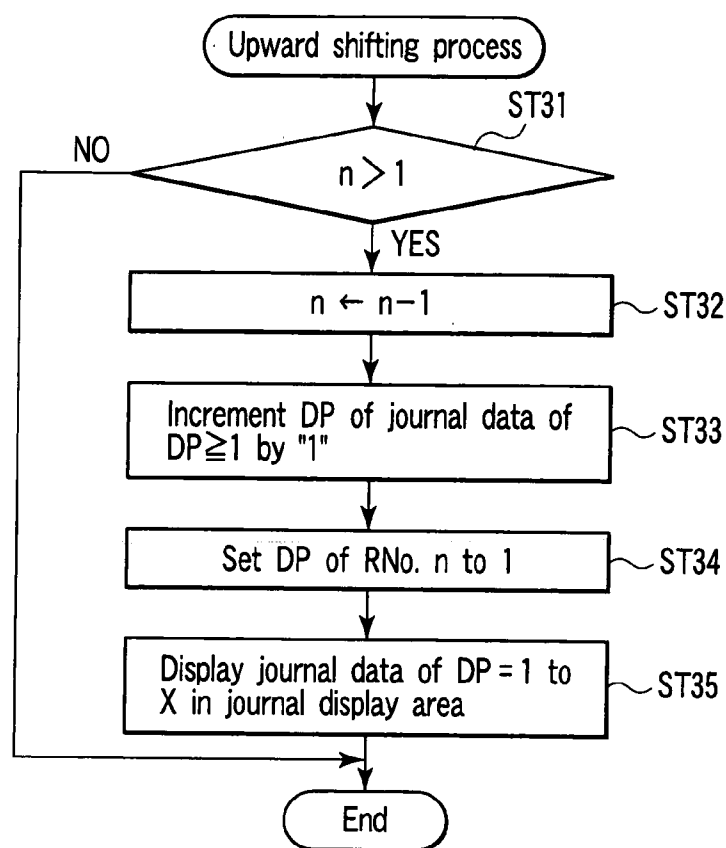 Upward shifting process
ST31
NO
n > 1
YES
n ← n-1
ST32
Increment DP of journal data of
DP≧1 by "1"
ST33
Set DP of RNo. n to 1
ST34
Display journal data of DP = 1 to
X in journal display area
ST35
End